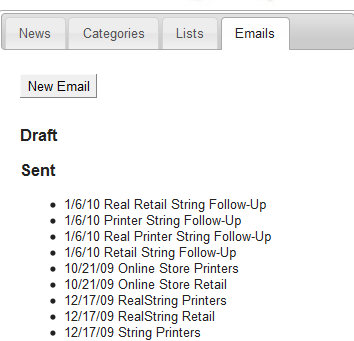 News Categories Lists Emails
New Email
Draft
Sent
1/6/10 Real Retail String Follow-Up
1/6/10 Printer String Follow-Up
1/6/10 Real Printer String Follow-Up
1/6/10 Retail String Follow-Up
10/21/09 Online Store Printers
10/21/09 Online Store Retail
12/17/09 RealString Printers
12/17/09 RealString Retail
12/17/09 String Printers